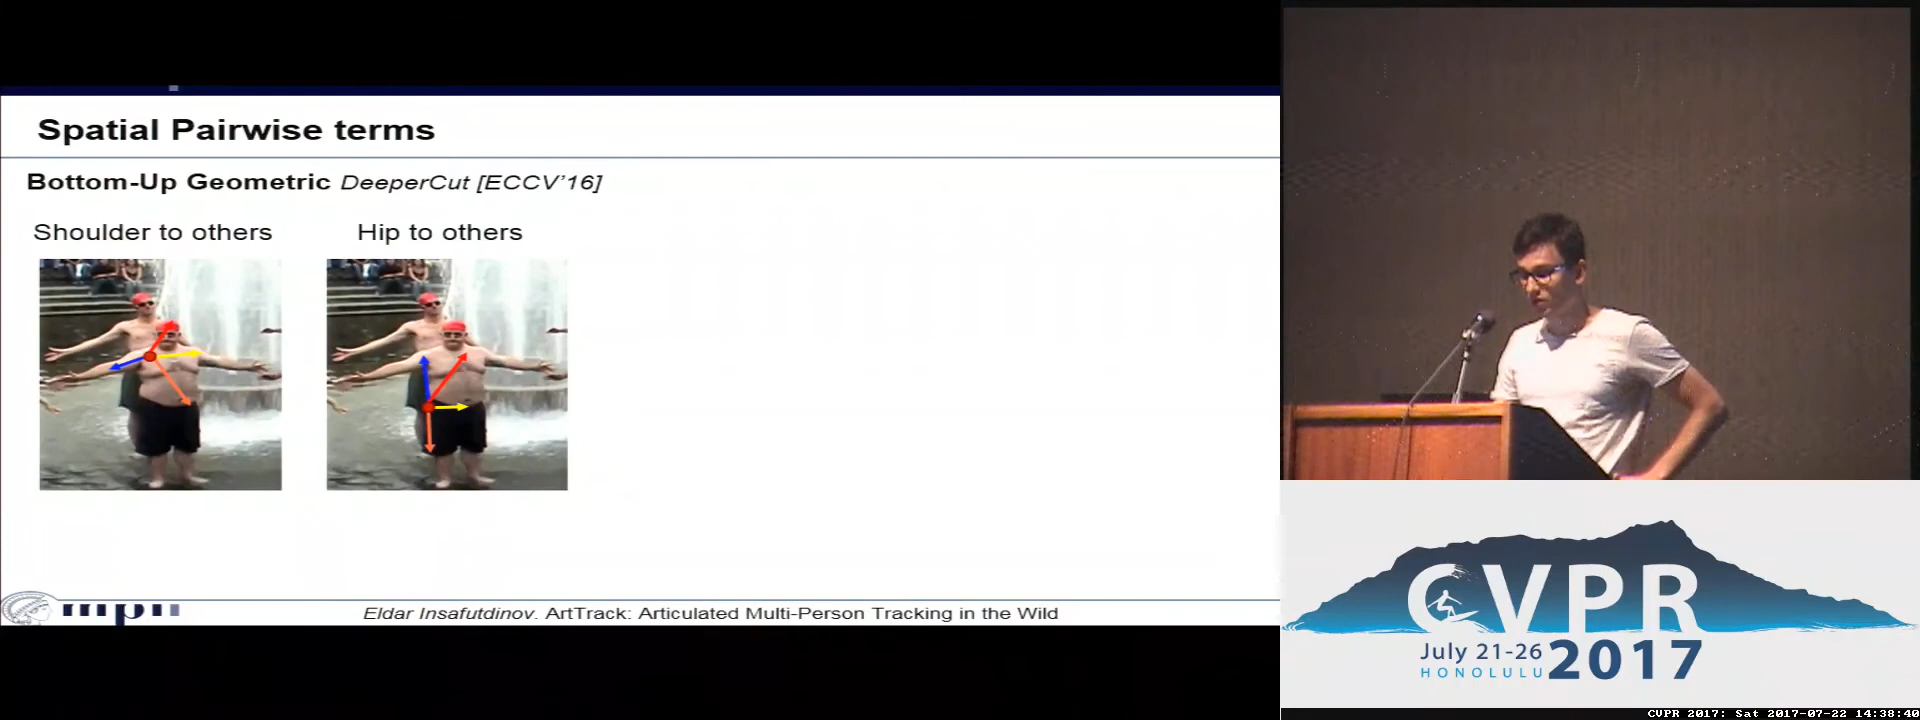 Spatial Pairwise terms
Bottom-Up Geometric DeeperCut [ECCV'16]
Shoulder to others
Hip to others
Eldar Insafutdinov. ArtTrack: Articulated Multi-Person Tracking in the Wild
CVPR
July 21-26
HONOLULU
2017
CVPR 2017: Sat 2017-07-22 14:38:40